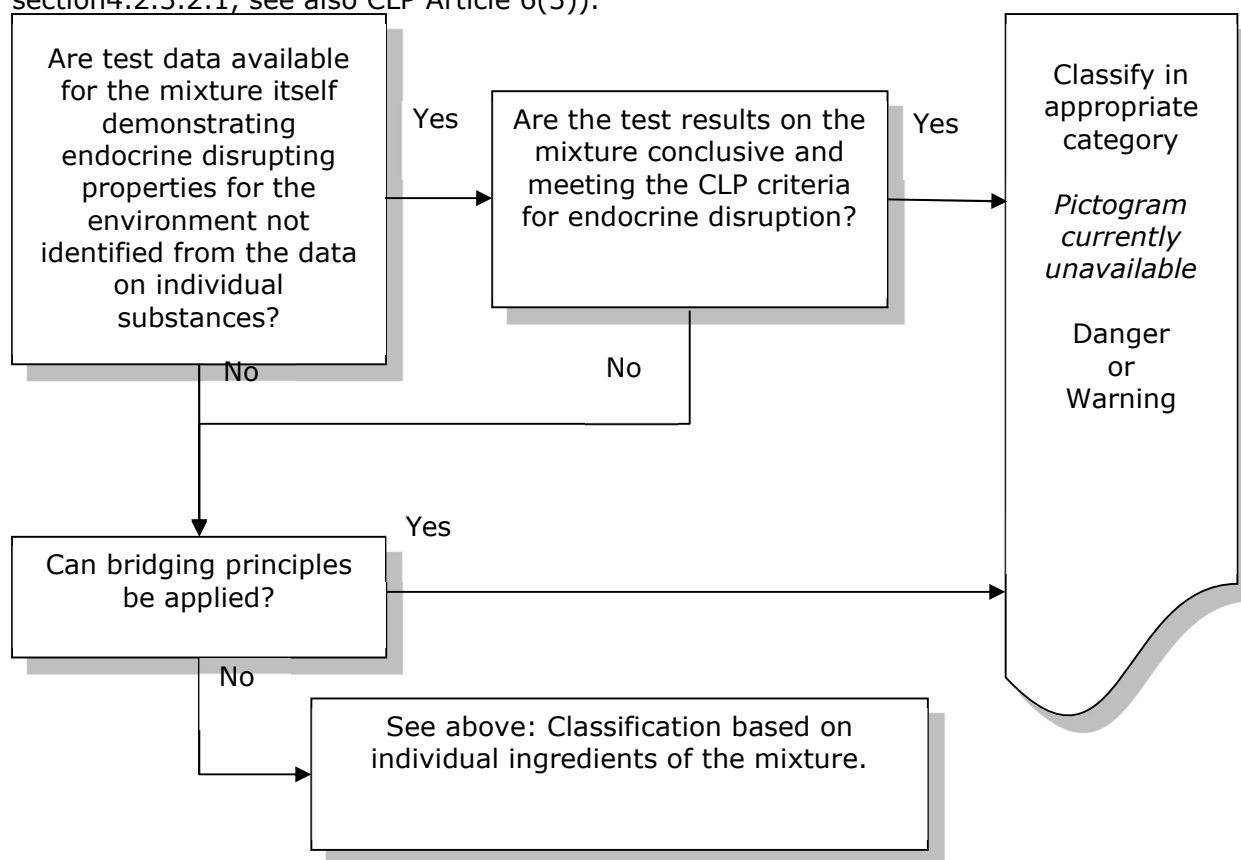 section4.2.3.2.1, see also CLP Article 6(3)).
Are test data available
for the mixture itself
demonstrating
endocrine disrupting
properties for the
environment not
identified from the data
on individual
substances?
Yes
Are the test results on the
mixture conclusive and
meeting the CLP criteria
for endocrine disruption?
Yes
Classify in
appropriate
category
Pictogram
currently
unavailable
Danger
or
Warning
No
No
Can bridging principles
be applied?
Yes
No
See above: Classification based on
individual ingredients of the mixture.